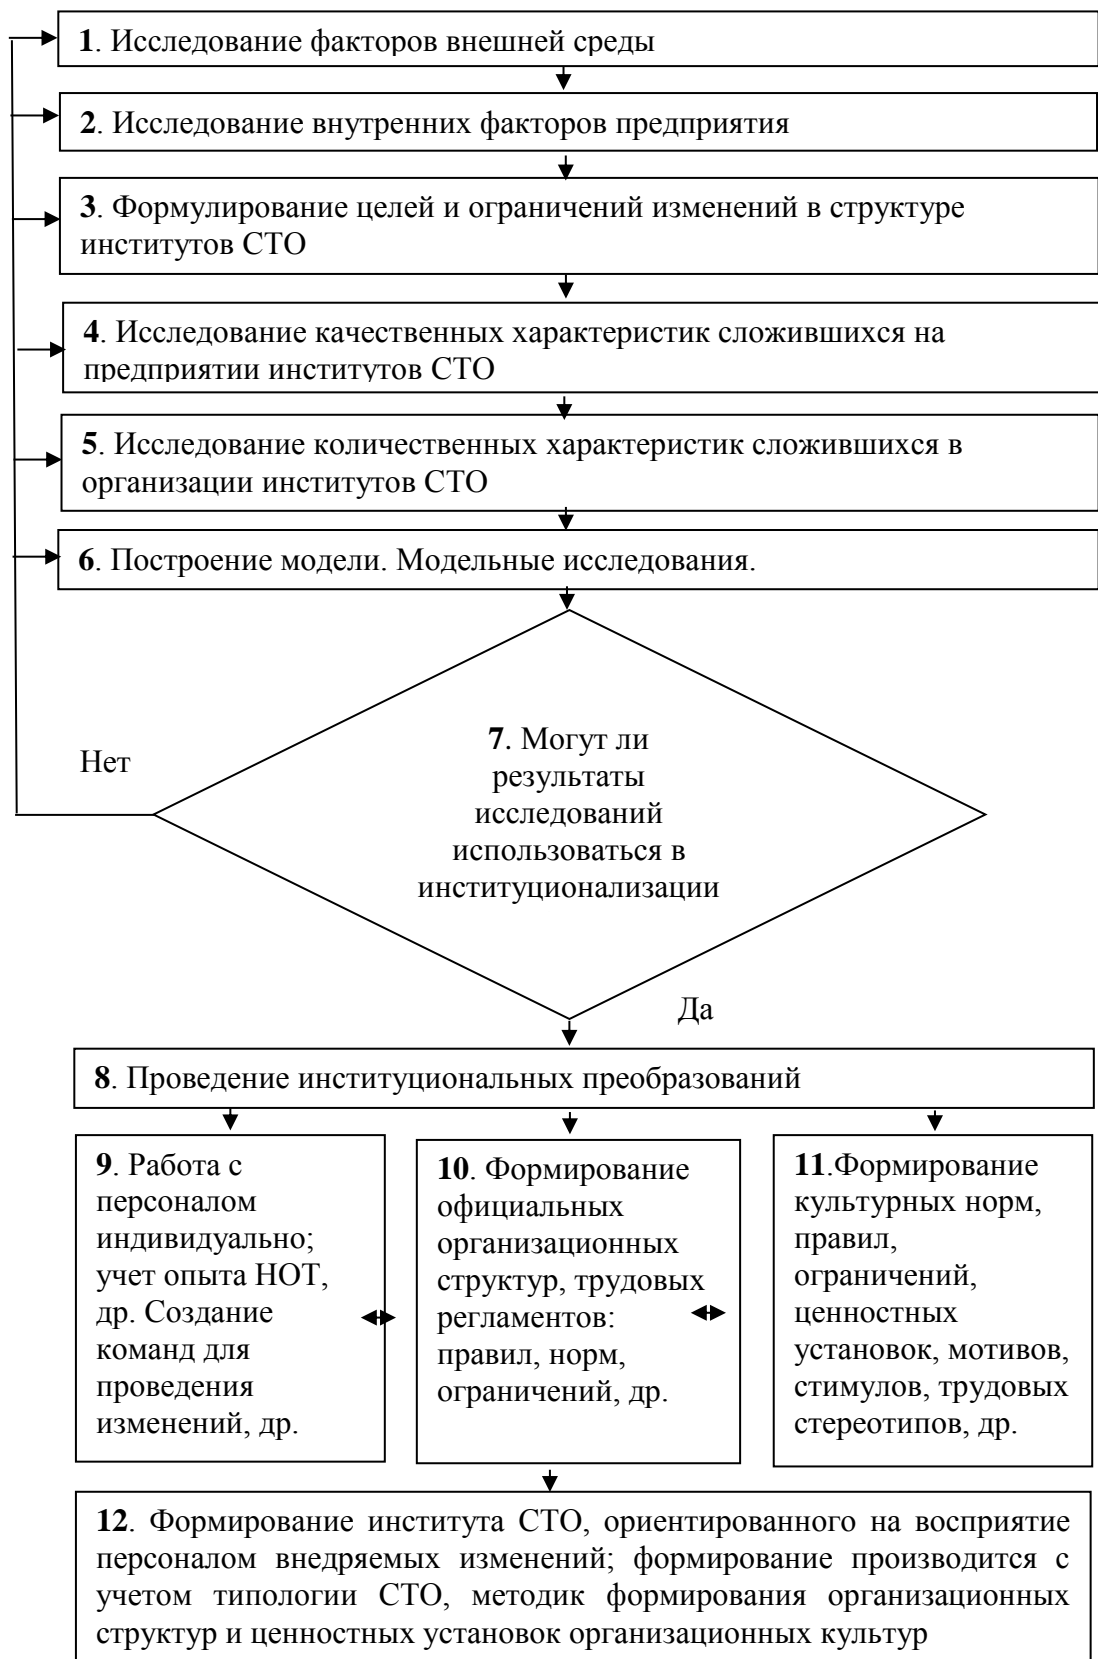 1. Исследование факторов внешней среды
2. Исследование внутренних факторов предприятия
3. Формулирование целей и ограничений изменений в структуре
институтов СТО
4. Исследование качественных характеристик сложившихся на
предприятии институтов СТО
5. Исследование количественных характеристик сложившихся в
организации институтов СТО
6. Построение модели. Модельные исследования.
7. Могут ли
результаты
исследований
использоваться в
институционализации
Нет
Да
8. Проведение институциональных преобразований
9. Работа с
персоналом
индивидуально;
учет опыта НОТ,
др. Создание
команд для
проведения
изменений, др.
10. Формирование
официальных
организационных
структур, трудовых
регламентов:
правил, норм,
ограничений, др.
11.Формирование
культурных норм,
правил,
ограничений,
ценностных
установок, мотивов,
стимулов, трудовых
стереотипов, др.
12. Формирование института СТО, ориентированного на восприятие
персоналом внедряемых изменений; формирование производится с
учетом типологии СТО, методик формирования организационных
структур и ценностных установок организационных культур